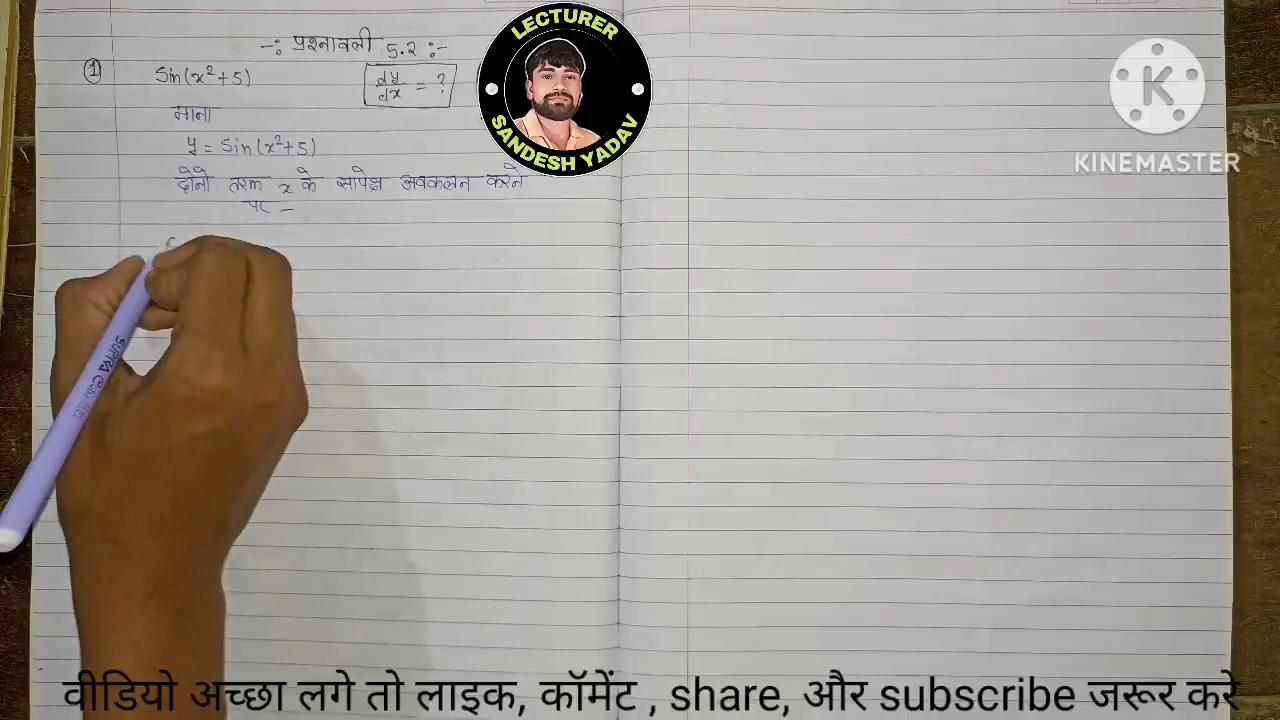 -: प्रश्नावली 5.2 :-
① Sin(x²+5) dy/dx = ?
माना
y = Sin(x²+5)
दोनो तरफ x के सापेक्ष अवकलन करने
पर -
LECTURER
SANDESH YADAV
K
KINEMASTER
SUPRA
वीडियो अच्छा लगे तो लाइक, कॉमेंट , share, और subscribe जरूर करे